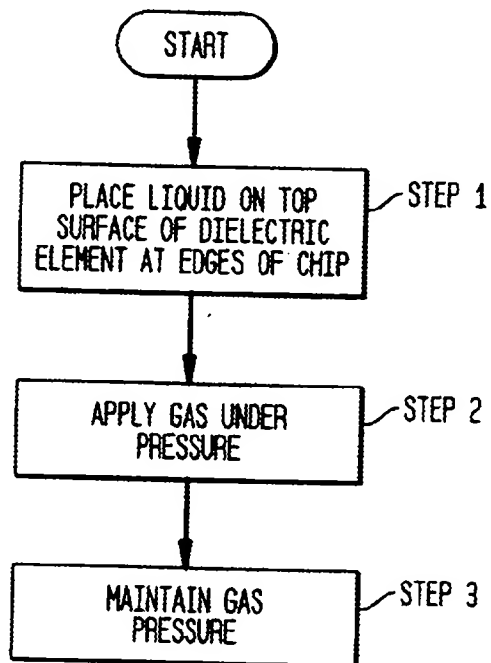 START
PLACE LIQUID ON TOP
SURFACE OF DIELECTRIC
ELEMENT AT EDGES OF CHIP
STEP 1
APPLY GAS UNDER
PRESSURE
STEP 2
MAINTAIN GAS
PRESSURE
STEP 3